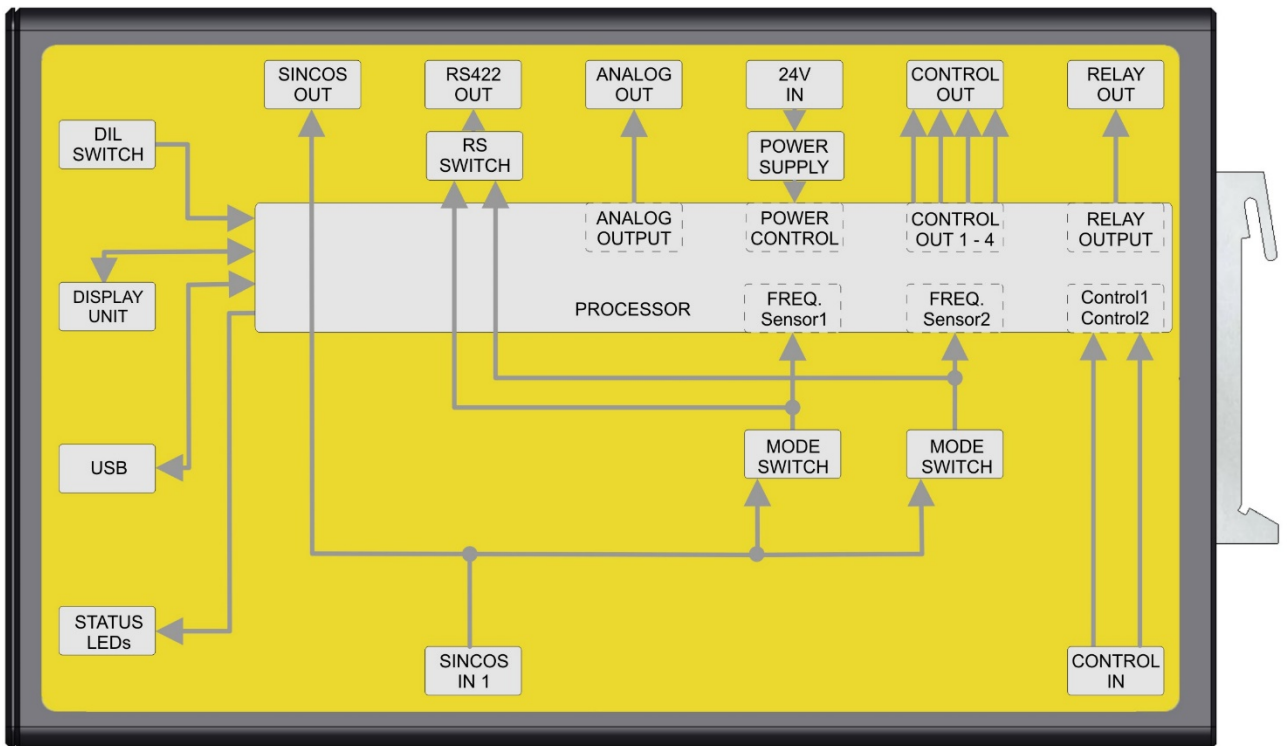 SINCOS
OUT
RS422
OUT
ANALOG
OUT
24V
IN
CONTROL
OUT
RELAY
OUT
DIL
SWITCH
RS
SWITCH
POWER
SUPPLY
ANALOG
OUTPUT
POWER
CONTROL
CONTROL
OUT 1 - 4
RELAY
OUTPUT
DISPLAY
UNIT
PROCESSOR
FREQ.
Sensor1
FREQ.
Sensor2
Control1
Control2
USB
MODE
SWITCH
MODE
SWITCH
STATUS
LEDs
SINCOS
IN 1
CONTROL
IN